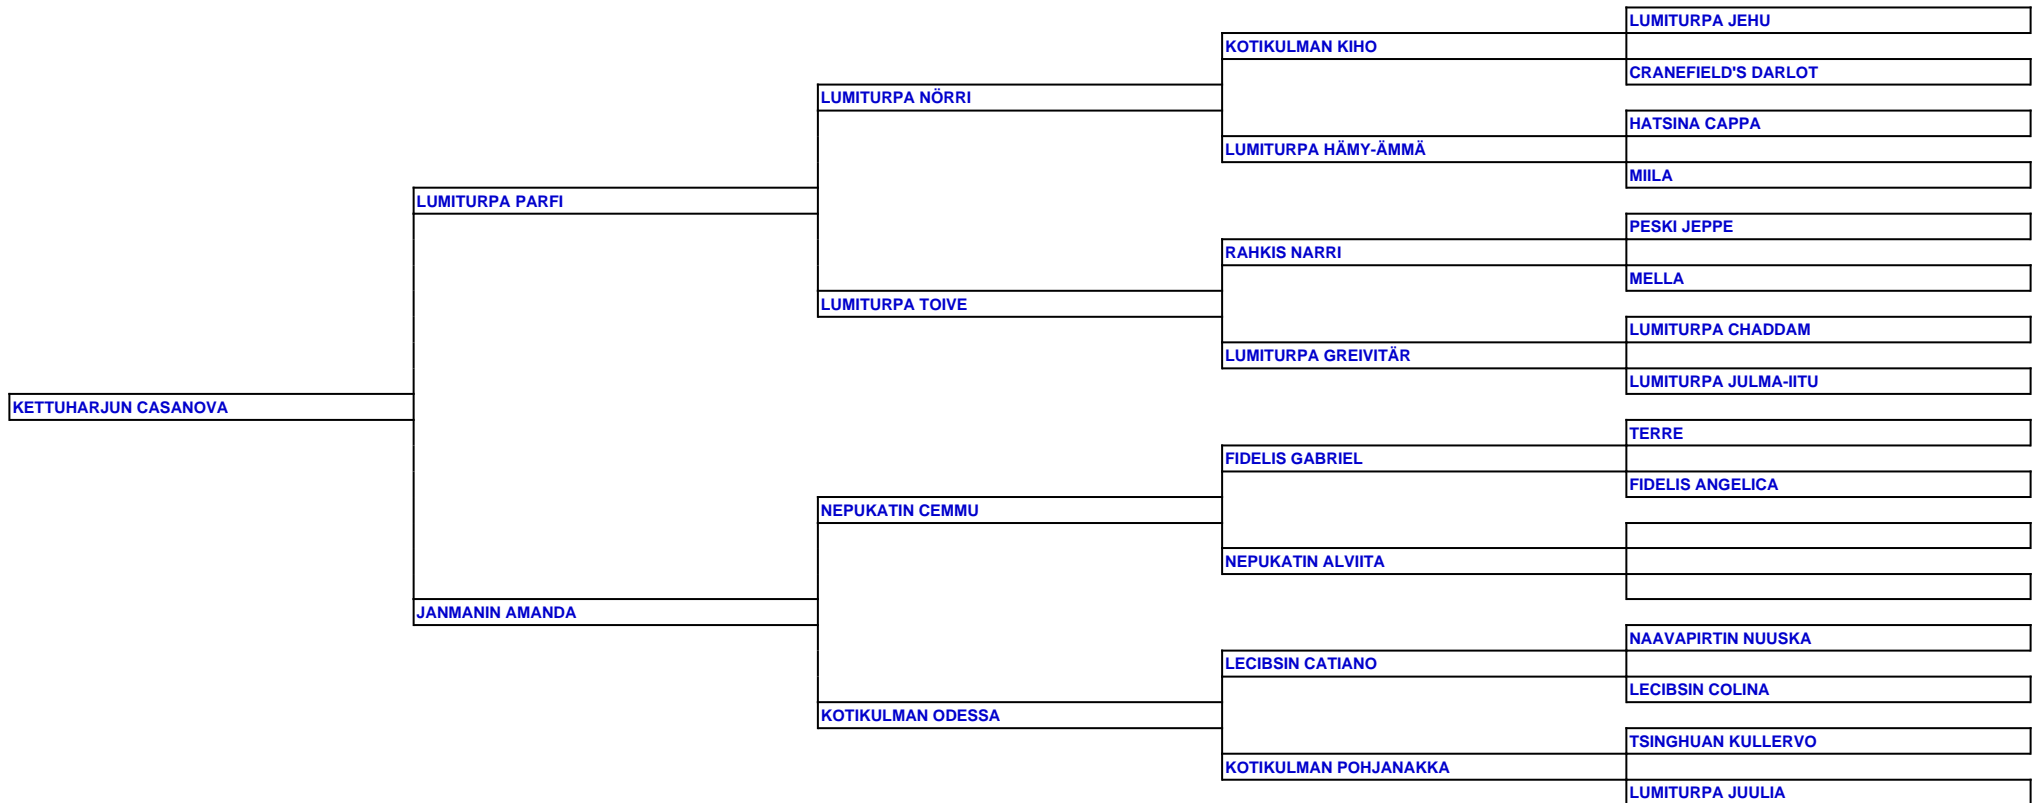 LUMITURPA JEHU
KOTIKULMAN KIHO
CRANEFIELD'S DARLOT
LUMITURPA NÖRRI
HATSINA CAPPA
LUMITURPA HÄMY-ÄMMÄ
MIILA
LUMITURPA PARFI
PESKI JEPPE
RAHKIS NARRI
MELLA
LUMITURPA TOIVE
LUMITURPA CHADDAM
LUMITURPA GREIVITÄR
LUMITURPA JULMA-IITU
KETTUHARJUN CASANOVA
TERRE
FIDELIS GABRIEL
FIDELIS ANGELICA
NEPUKATIN CEMMU
NEPUKATIN ALVIITA
JANMANIN AMANDA
NAAVAPIRTIN NUUSKA
LECIBSIN CATIANO
LECIBSIN COLINA
KOTIKULMAN ODESSA
TSINGHUAN KULLERVO
KOTIKULMAN POHJANAKKA
LUMITURPA JUULIA